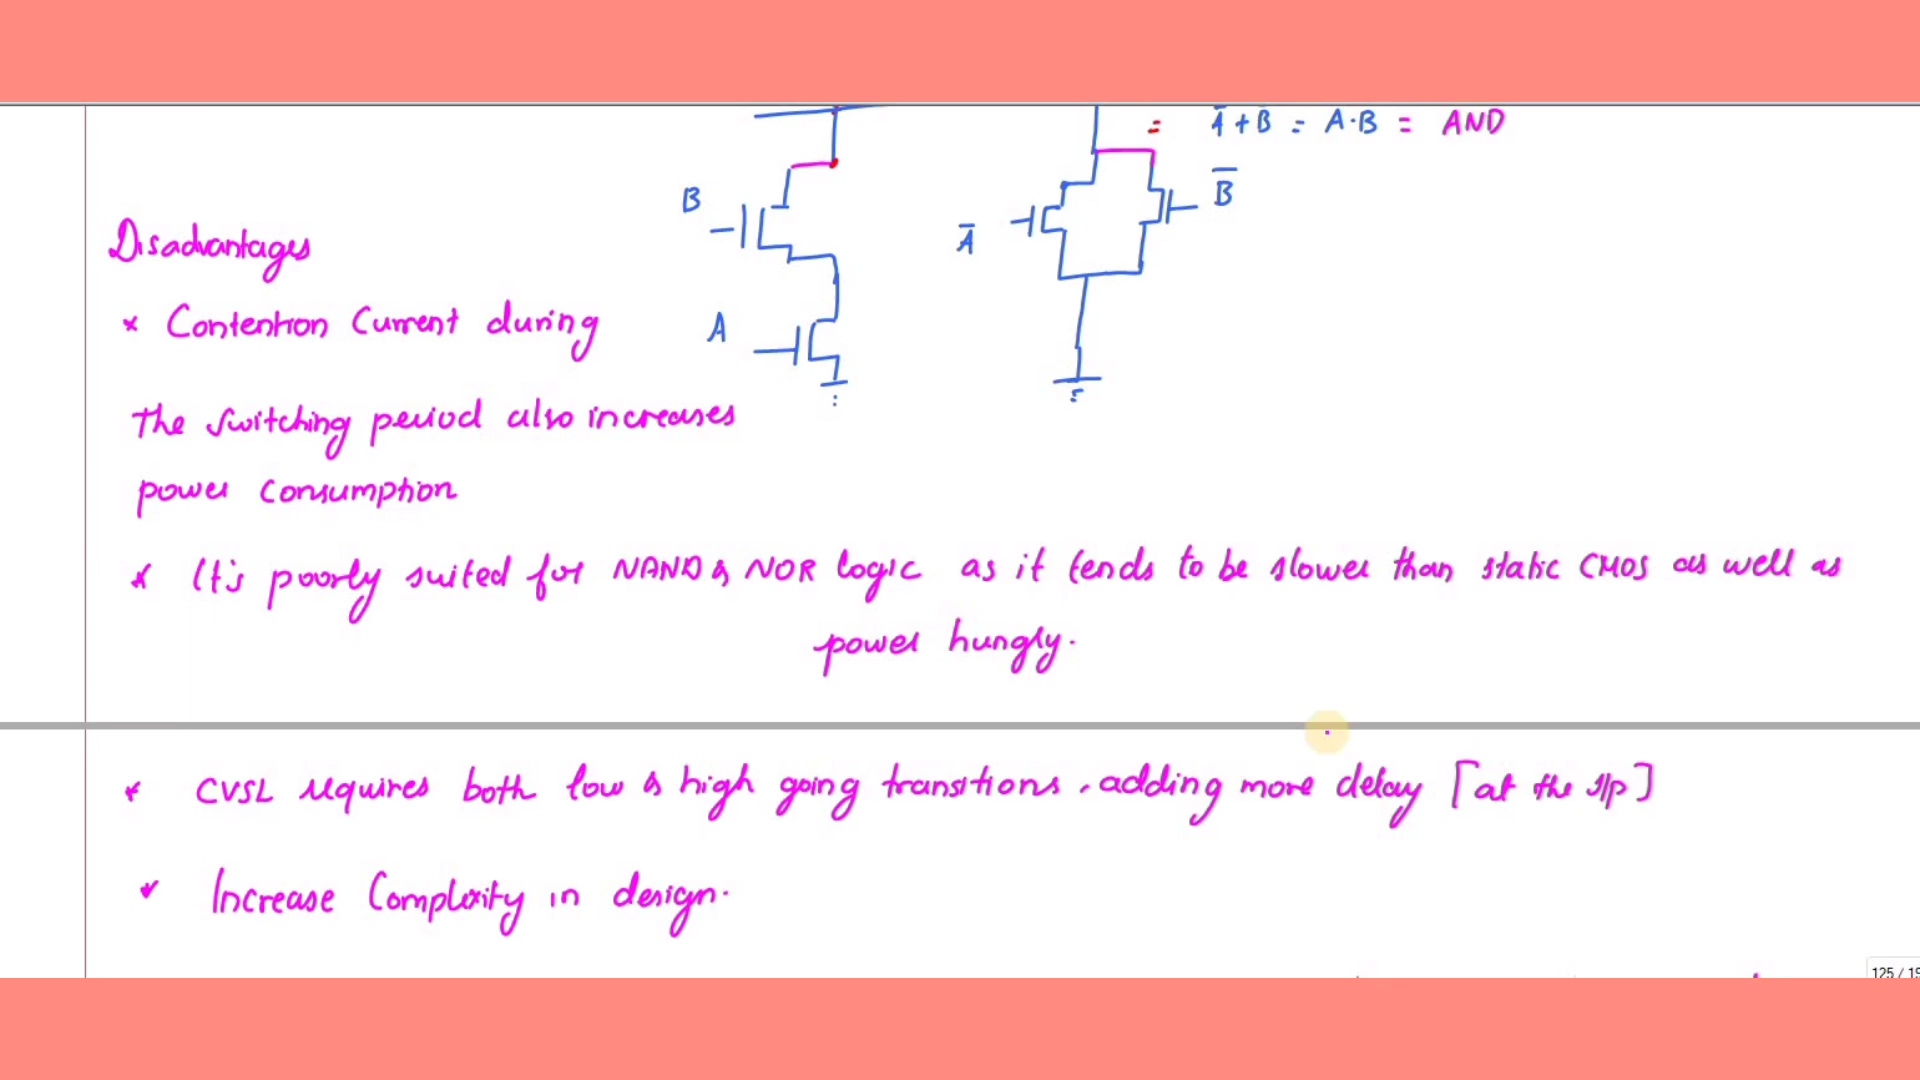 = Ā + B̄ = A·B = AND
B
B̄
Ā
Disadvantages
* Contention Current during
A
the switching period also increases
power consumption
* It's poorly suited for NAND & NOR logic as it tends to be slower than static CMOS as well as
power hungry.
* CVSL requires both low & high going transitions, adding more delay [at the
* Increase Complexity in design.
125 / 19